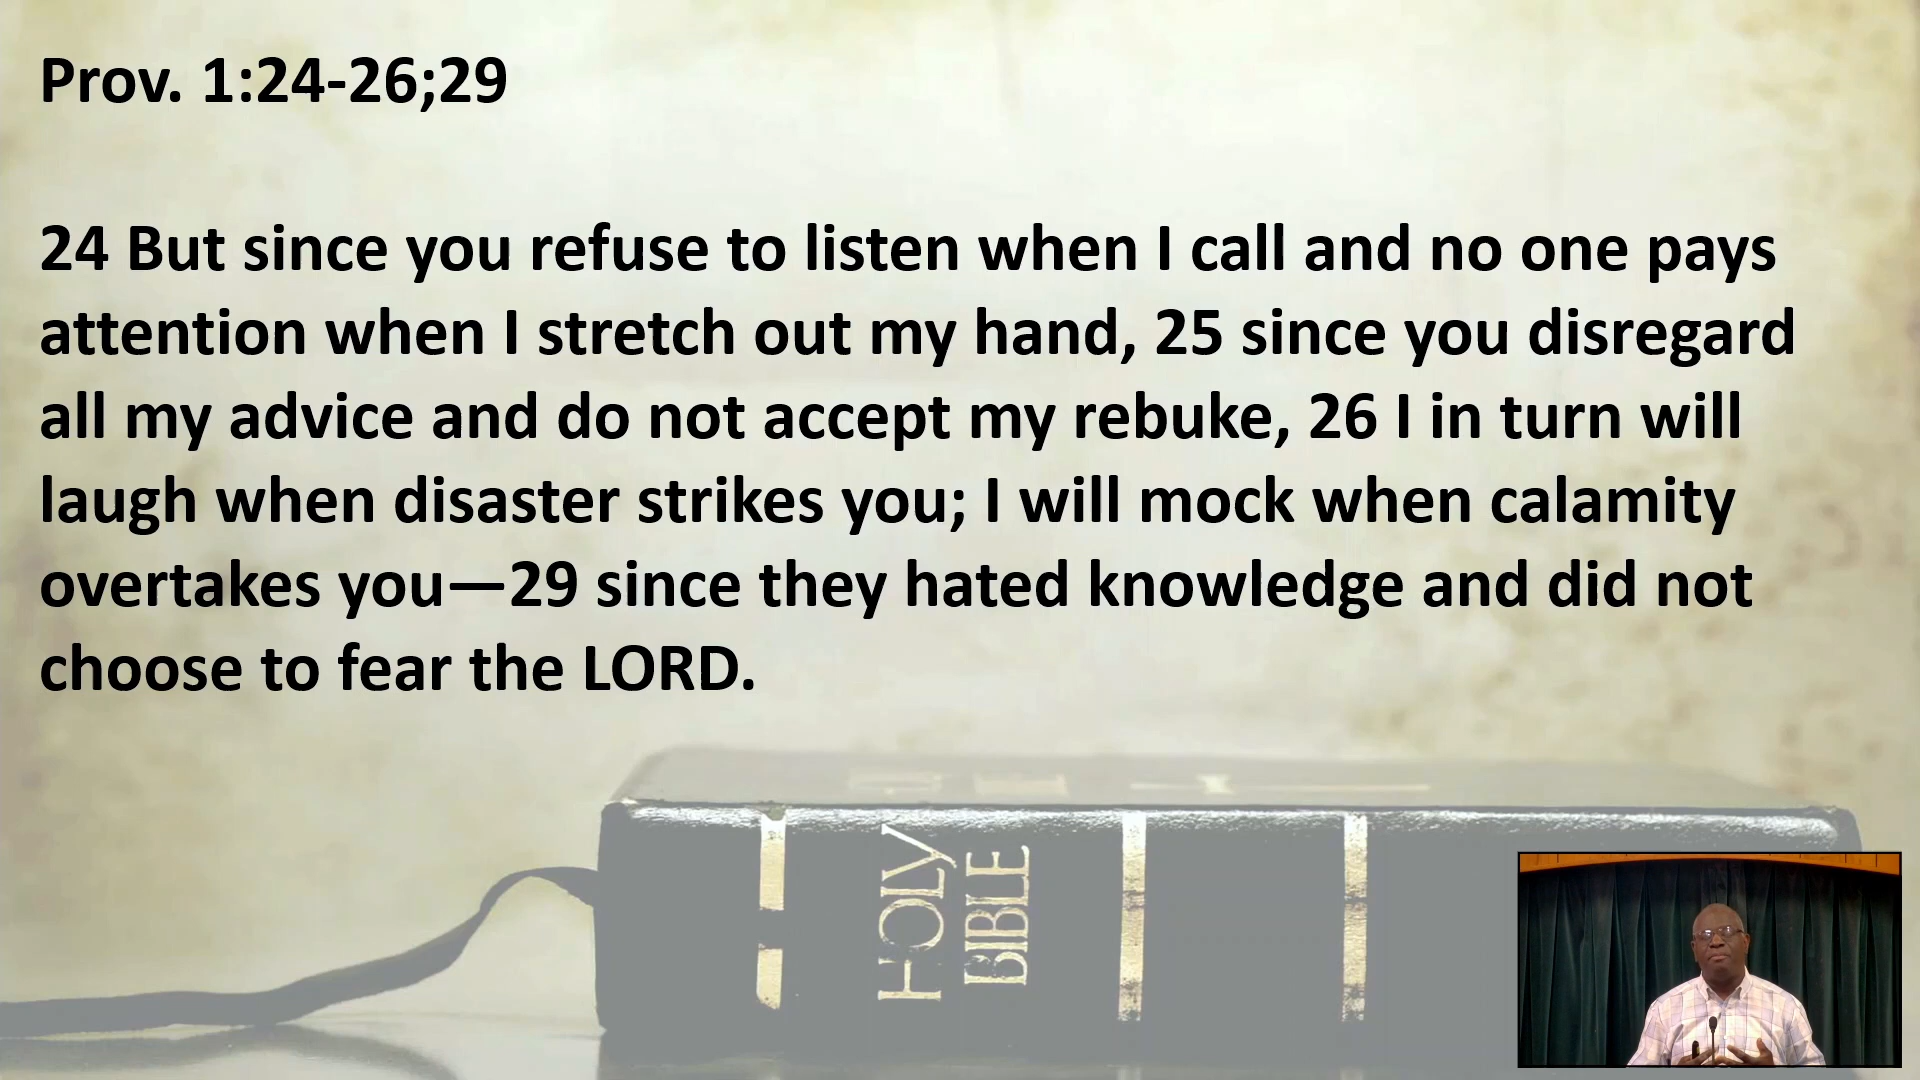 Prov. 1:24-26;29
24 But since you refuse to listen when I call and no one pays
attention when I stretch out my hand, 25 since you disregard
all my advice and do not accept my rebuke, 26 I in turn will
laugh when disaster strikes you; I will mock when calamity
overtakes you—29 since they hated knowledge and did not
choose to fear the LORD.
HOLY
BIBLE